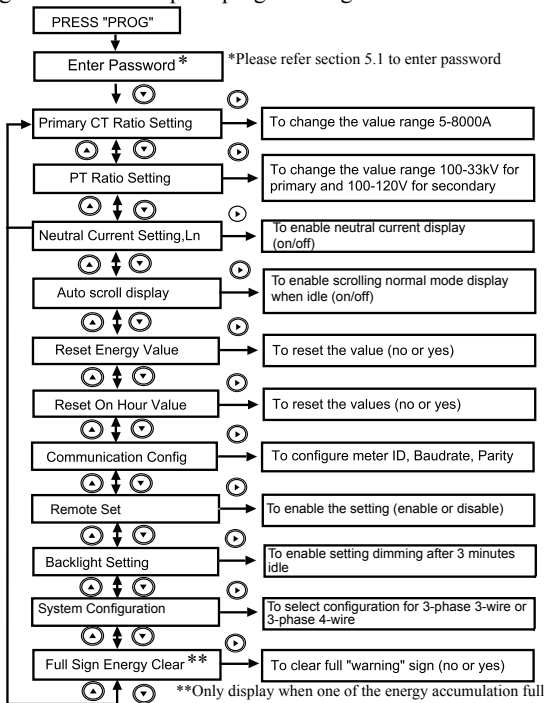 PRESS "PROG"
Enter Password *
*Please refer section 5.1 to enter password
Primary CT Ratio Setting
To change the value range 5-8000A
PT Ratio Setting
To change the value range 100-33kV for
primary and 100-120V for secondary
Neutral Current Setting,Ln
To enable neutral current display
(on/off)
Auto scroll display
To enable scrolling normal mode display
when idle (on/off)
Reset Energy Value
To reset the value (no or yes)
Reset On Hour Value
To reset the values (no or yes)
Communication Config
To configure meter ID, Baudrate, Parity
Remote Set
To enable the setting (enable or disable)
Backlight Setting
To enable setting dimming after 3 minutes
idle
System Configuration
To select configuration for 3-phase 3-wire or
3-phase 4-wire
Full Sign Energy Clear **
To clear full "warning" sign (no or yes)
**Only display when one of the energy accumulation full